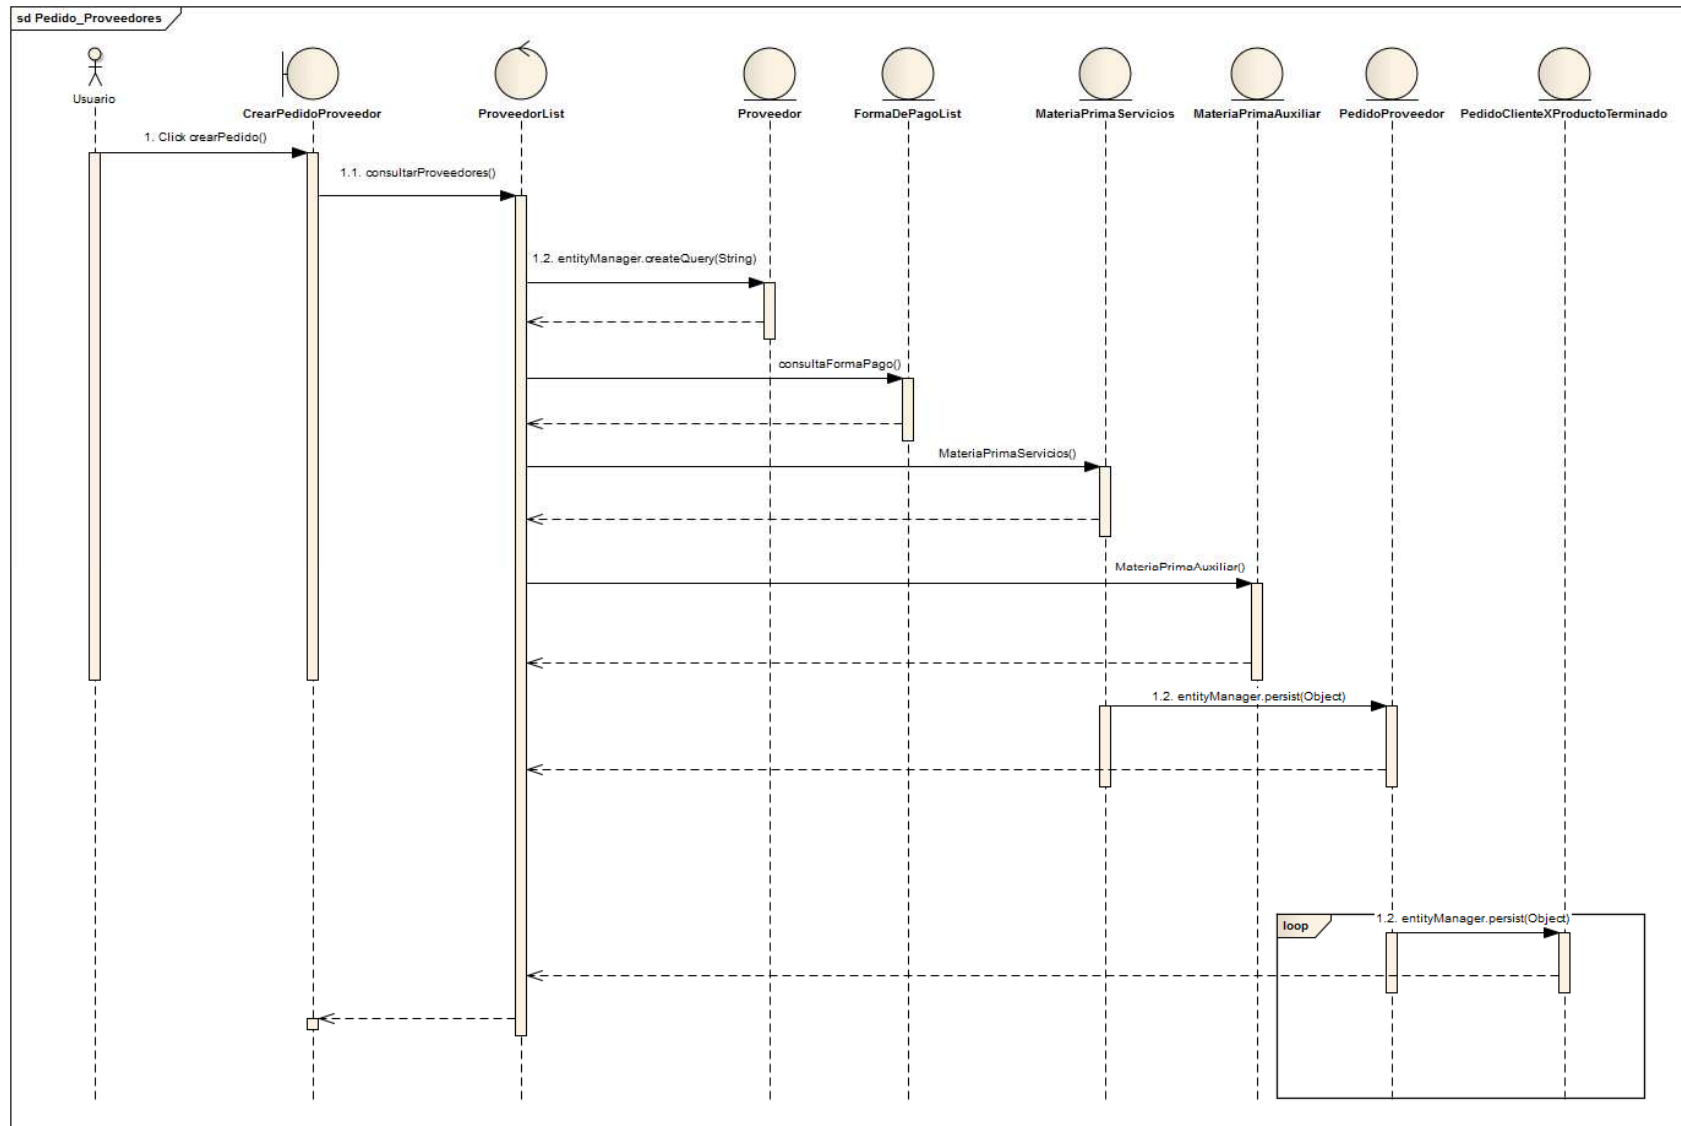 sd Pedido_Proveedores
Usuario
CrearPedidoProveedor
ProveedorList
Proveedor
FormaDePagoList
MateriaPrimaServicios
MateriaPrimaAuxiliar
PedidoProveedor
PedidoClienteXProductoTerminado
1. Click crearPedido()
1.1. consultarProveedores()
1.2. entityManager.createQuery(String)
consultaFormaPago()
MateriaPrimaServicios()
MateriaPrimaAuxiliar()
1.2. entityManager.persist(Object)
loop
1.2. entityManager.persist(Object)